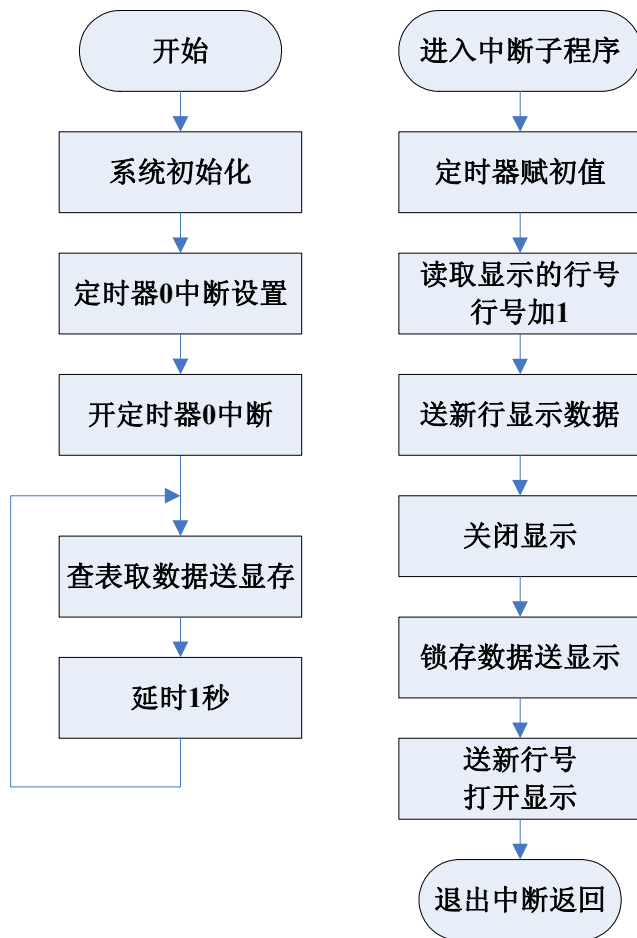 开始
系统初始化
定时器0中断设置
开定时器0中断
查表取数据送显存
延时1秒
进入中断子程序
定时器赋初值
读取显示的行号
行号加1
送新行显示数据
关闭显示
锁存数据送显示
送新行号
打开显示
退出中断返回